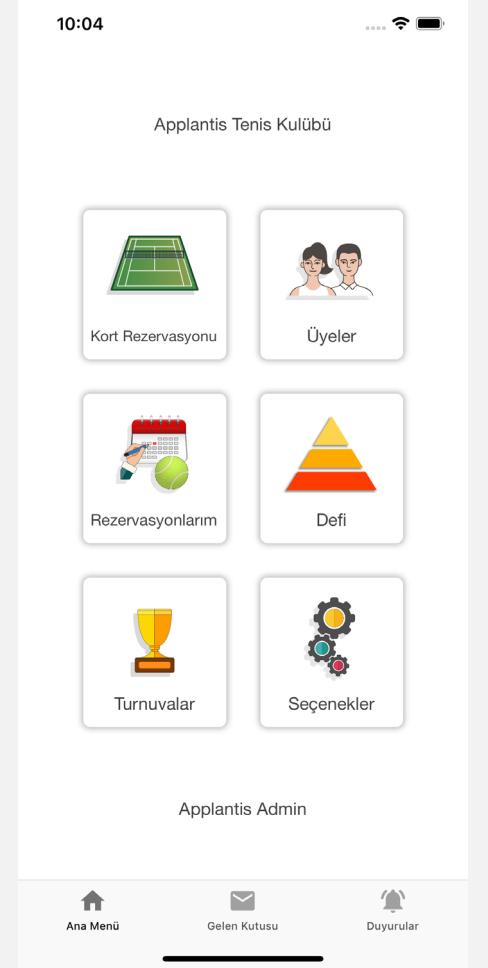 10:04
Applantis Tenis Kulübü
Kort Rezervasyonu
Üyeler
Rezervasyonlarım
Defi
Turnuvalar
Seçenekler
Applantis Admin
Ana Menü
Gelen Kutusu
Duyurular